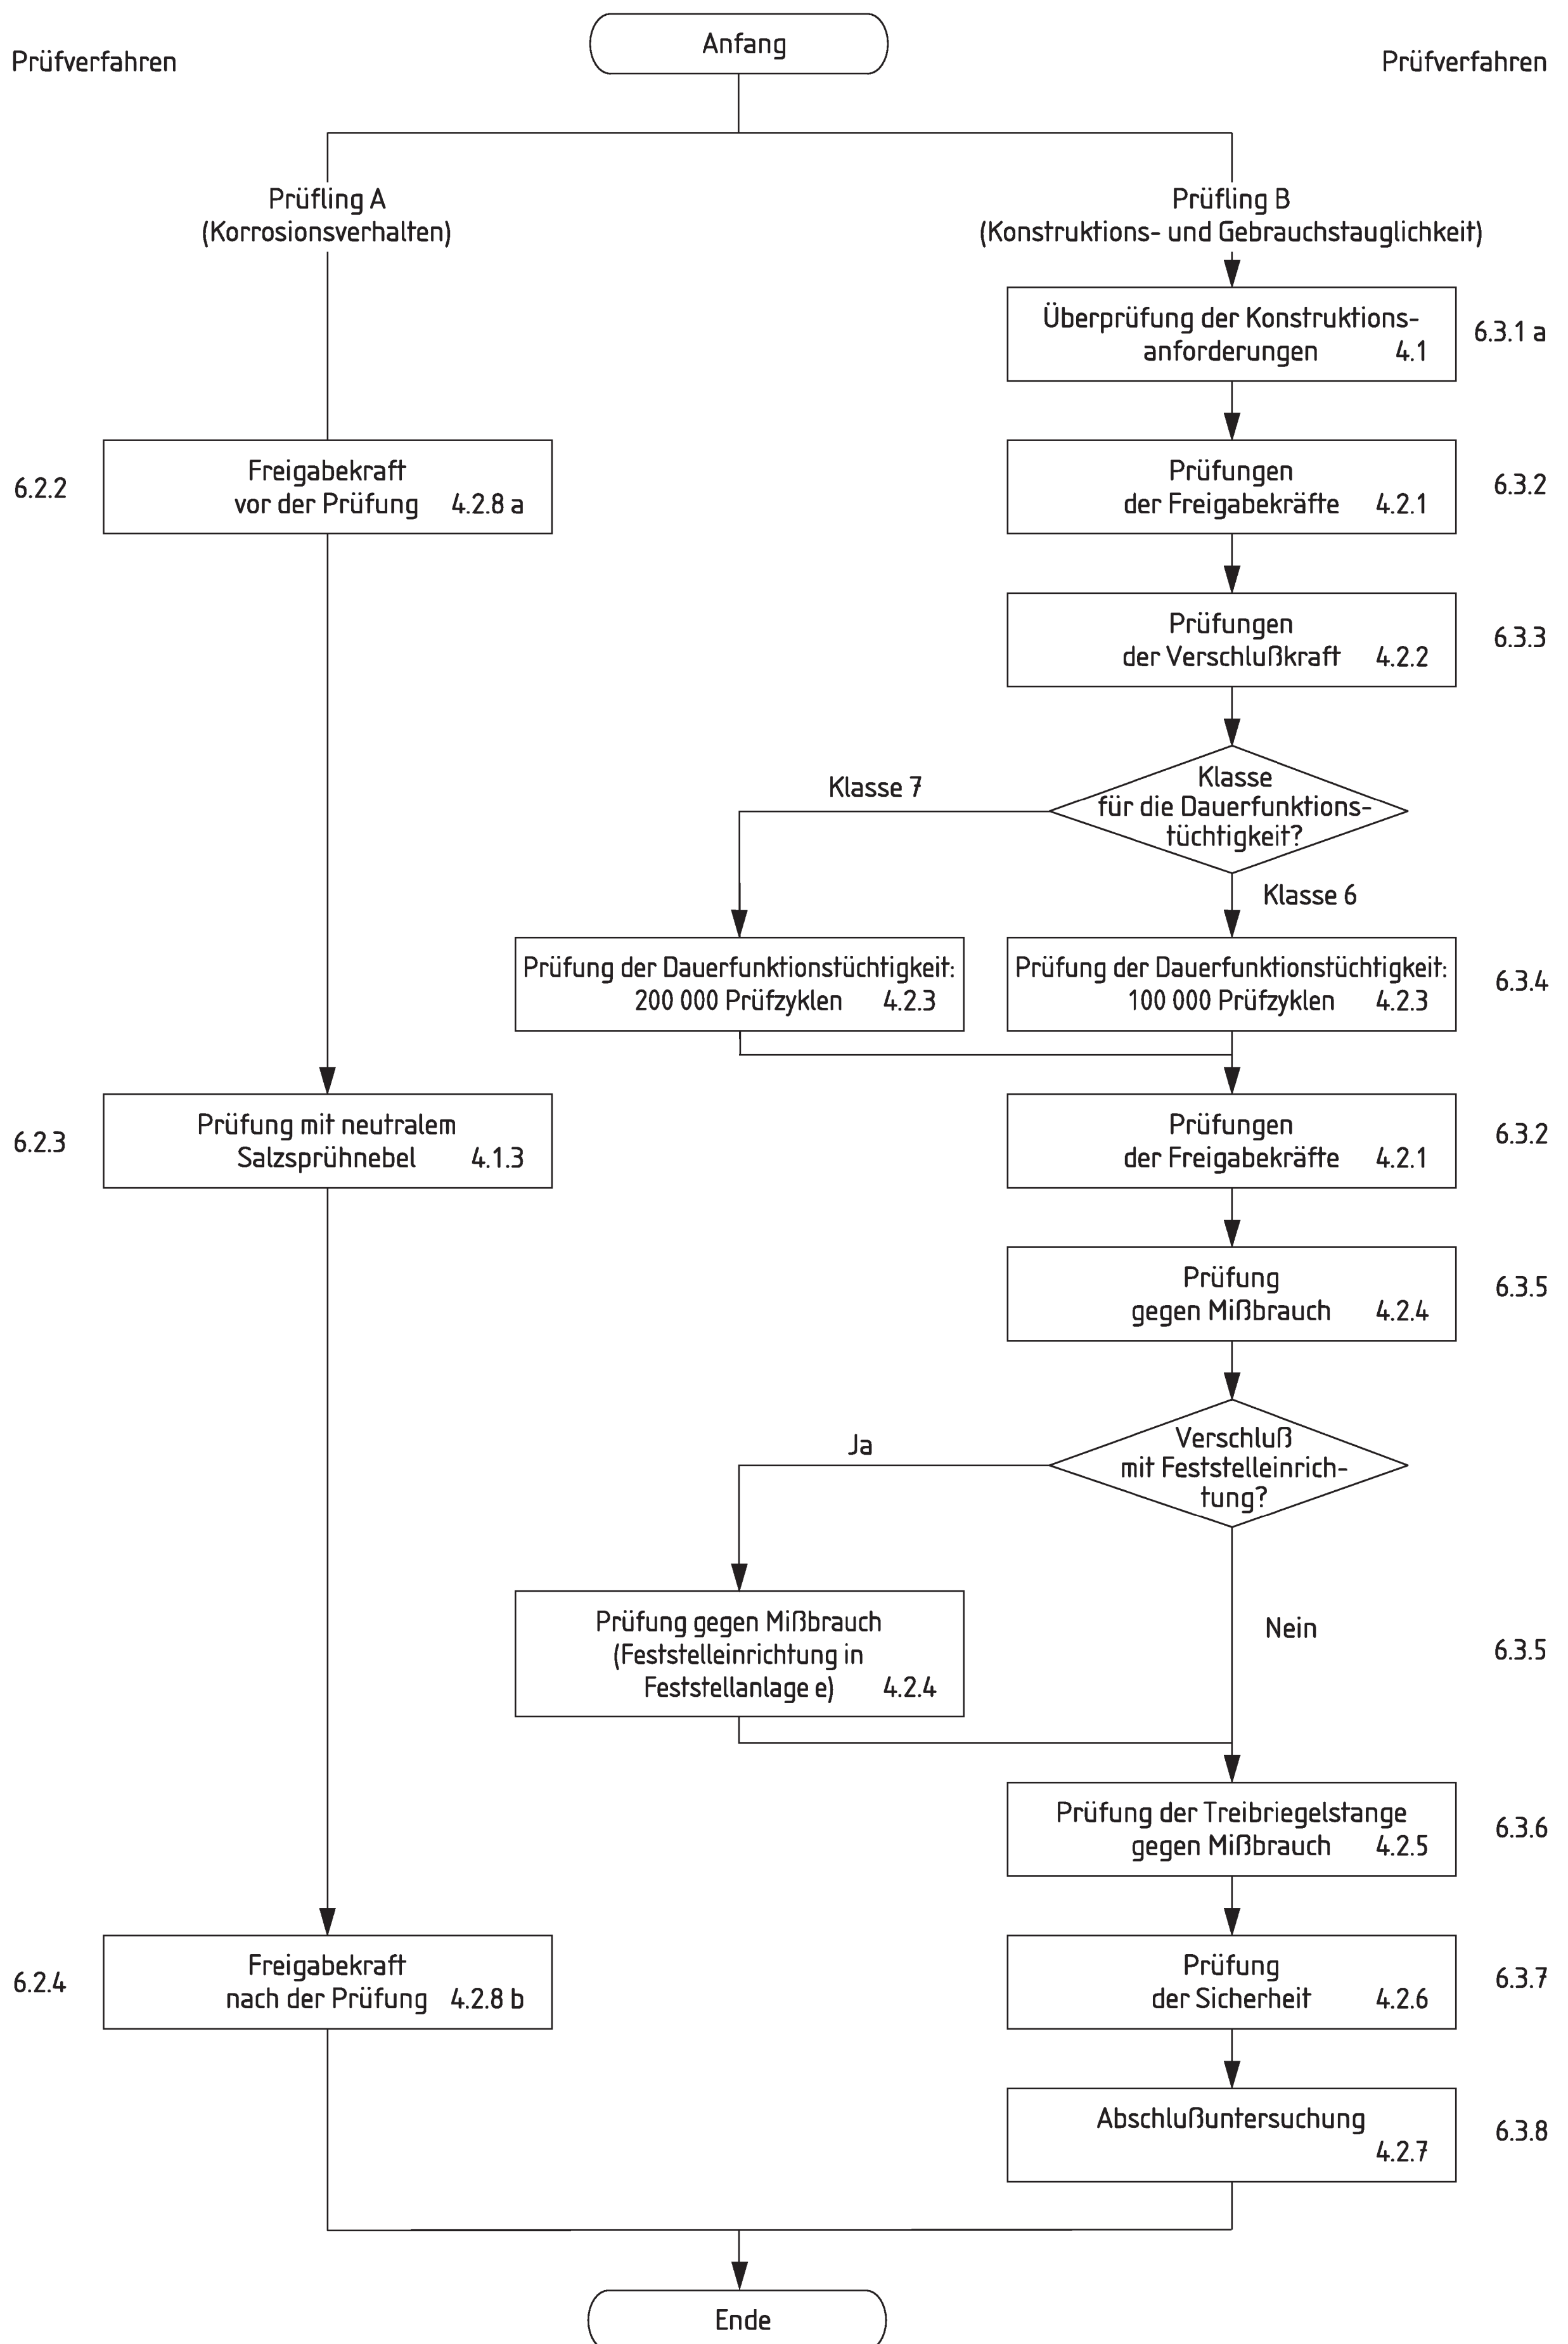 Anfang
Prüfverfahren
Prüfverfahren
Prüfling A
(Korrosionsverhalten)
Prüfling B
(Konstruktions- und Gebrauchstauglichkeit)
Überprüfung der Konstruktions-
anforderungen 4.1
6.3.1 a
6.2.2
Freigabekraft
vor der Prüfung 4.2.8 a
Prüfungen
der Freigabekräfte 4.2.1
6.3.2
Prüfungen
der Verschlußkraft 4.2.2
6.3.3
Klasse
für die Dauerfunktions-
tüchtigkeit?
Klasse 7
Klasse 6
Prüfung der Dauerfunktionstüchtigkeit:
200 000 Prüfzyklen 4.2.3
Prüfung der Dauerfunktionstüchtigkeit:
100 000 Prüfzyklen 4.2.3
6.3.4
6.2.3
Prüfung mit neutralem
Salzsprühnebel 4.1.3
Prüfungen
der Freigabekräfte 4.2.1
6.3.2
Prüfung
gegen Mißbrauch 4.2.4
6.3.5
Verschluß
mit Feststelleinrich-
tung?
Ja
Nein
Prüfung gegen Mißbrauch
(Feststelleinrichtung in
Feststellanlage e) 4.2.4
6.3.5
Prüfung der Treibriegelstange
gegen Mißbrauch 4.2.5
6.3.6
6.2.4
Freigabekraft
nach der Prüfung 4.2.8 b
Prüfung
der Sicherheit 4.2.6
6.3.7
Abschlußuntersuchung
4.2.7
6.3.8
Ende